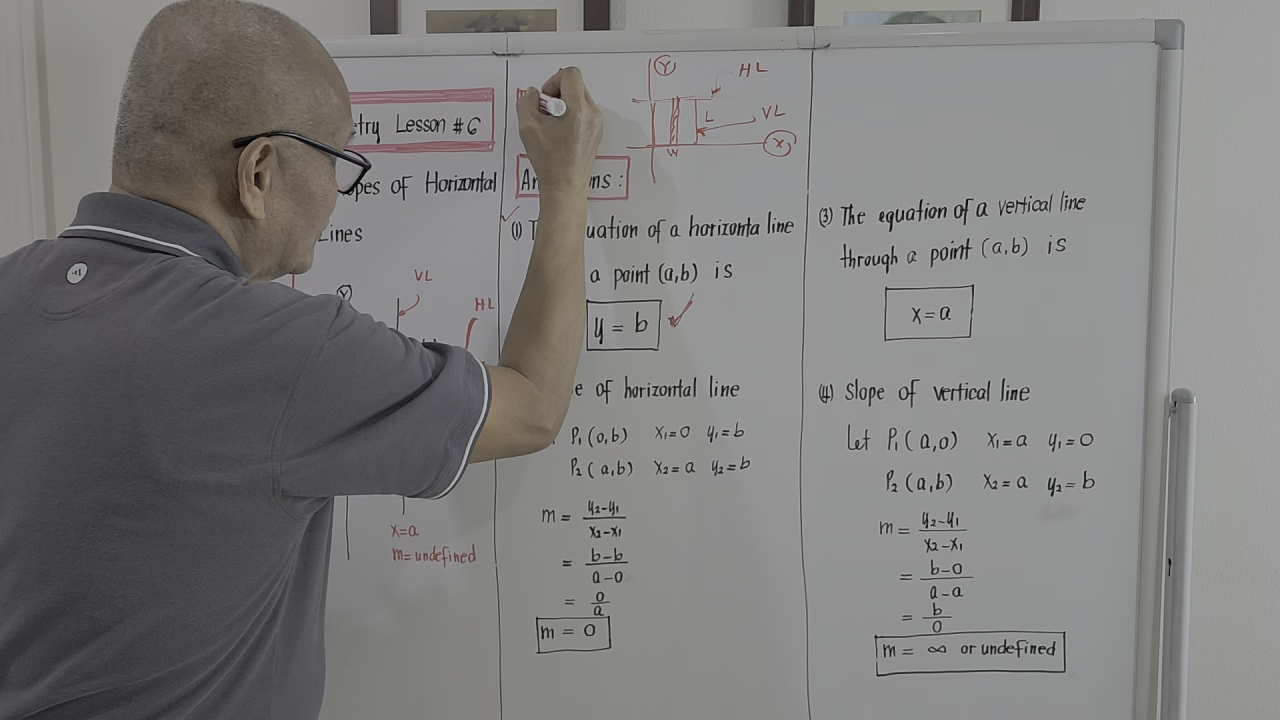 etry Lesson #6
opes of Horizontal
Lines
VL
HL
Y
x=a
m=undefined
Y
HL
L
VL
X
W
ns :
(1) uation of a horizonta line
a point (a,b) is
y = b
e of horizontal line
P₁ (0,b) x₁=0 y₁=b
P₂ (a,b) x₂=a y₂=b
m = y₂-y₁
x₂-x₁
= b-b
a-0
= 0
a
m = 0
(3) The equation of a vertical line
through a point (a,b) is
x=a
(4) Slope of vertical line
let P₁ (a,0) x₁=a y₁=0
P₂ (a,b) x₂=a y₂=b
m = y₂-y₁
x₂-x₁
= b-0
a-a
= b
0
m = ∞ or undefined